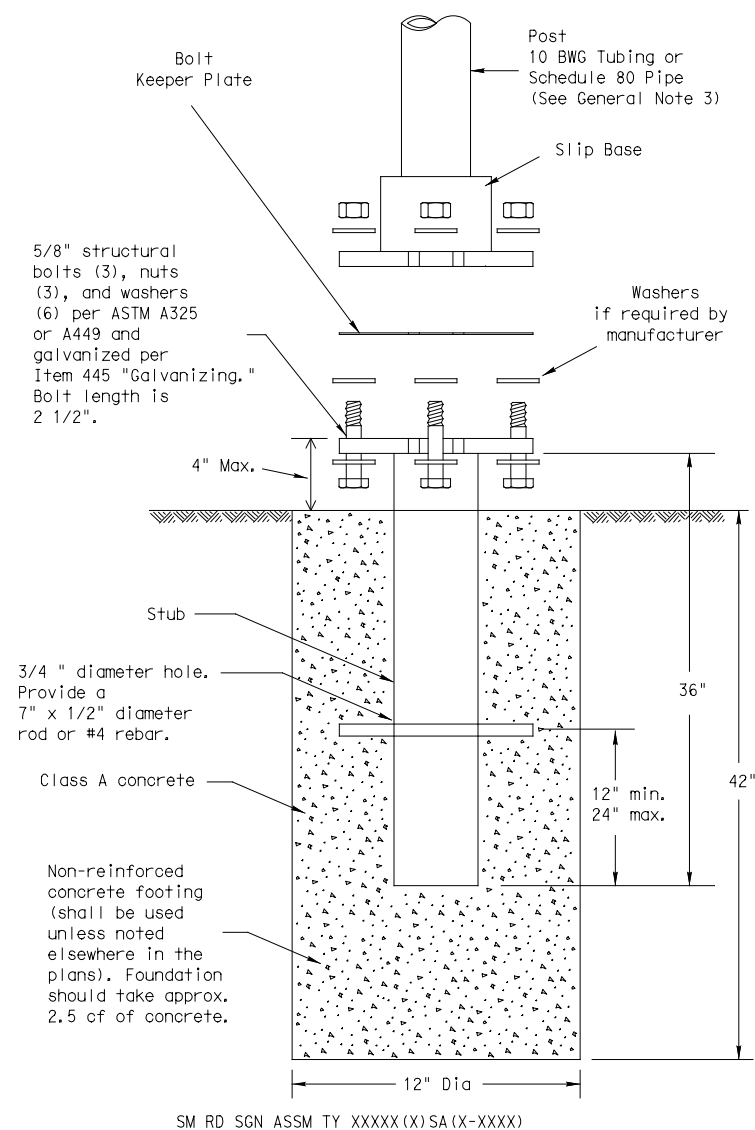 Bolt
Keeper Plate
Post
10 BWG Tubing or
Schedule 80 Pipe
(See General Note 3)
Slip Base
5/8" structural
bolts (3), nuts
(3), and washers
(6) per ASTM A325
or A449 and
galvanized per
Item 445 "Galvanizing."
Bolt length is
2 1/2".
Washers
if required by
manufacturer
4" Max.
Stub
3/4 " diameter hole.
Provide a
7" x 1/2" diameter
rod or #4 rebar.
36"
Class A concrete
12" min.
24" max.
42"
Non-reinforced
concrete footing
(shall be used
unless noted
elsewhere in the
plans). Foundation
should take approx.
2.5 cf of concrete.
12" Dia
SM RD SGN ASSM TY XXXXX(X)SA(X-XXXX)